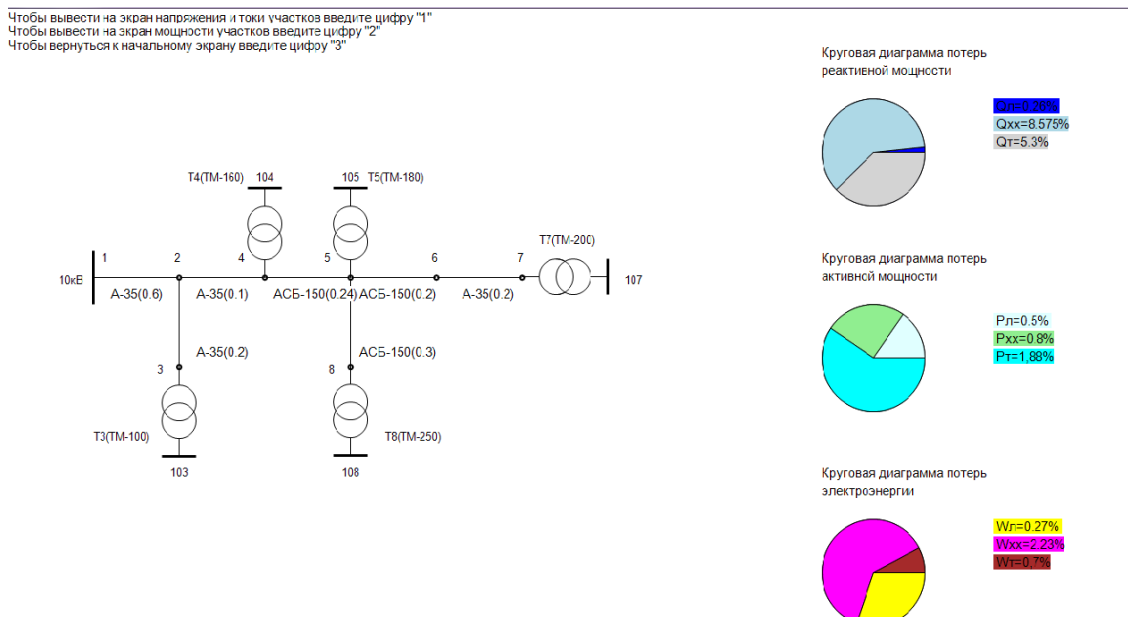 Чтобы вывести на экран напряжения и токи участков введите цифру "1"
Чтобы вывести на экран мощности участков введите цифру "2"
Чтобы вернуться к начальному экрану введите цифру "3"
Круговая диаграмма потерь
реактивной мощности
Qл=0,26%
Qхх=8.575%
Qт=5.3%
T4(TM-160)
104
105
T5(TM-180)
T7(TM-200)
1
2
4
5
6
7
10кВ
107
А-35(0.6)
А-35(0.1)
АСБ-150(0.24)
АСБ-150(0.2)
А-35(0.2)
А-35(0.2)
АСБ-150(0.3)
3
8
T3(TM-100)
T8(TM-250)
103
108
Круговая диаграмма потерь
активной мощности
Pл=0.5%
Pхх=0.8%
Pт=1,88%
Круговая диаграмма потерь
электроэнергии
Wл=0.27%
Wхх=2,23%
Wт=0,7%